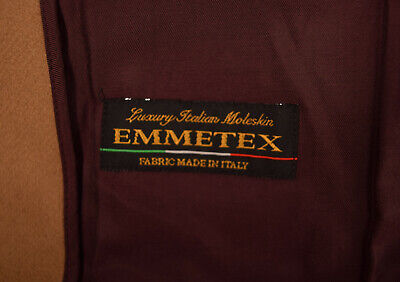 Luxury Italian Moleskin
EMMETEX
FABRIC MADE IN ITALY